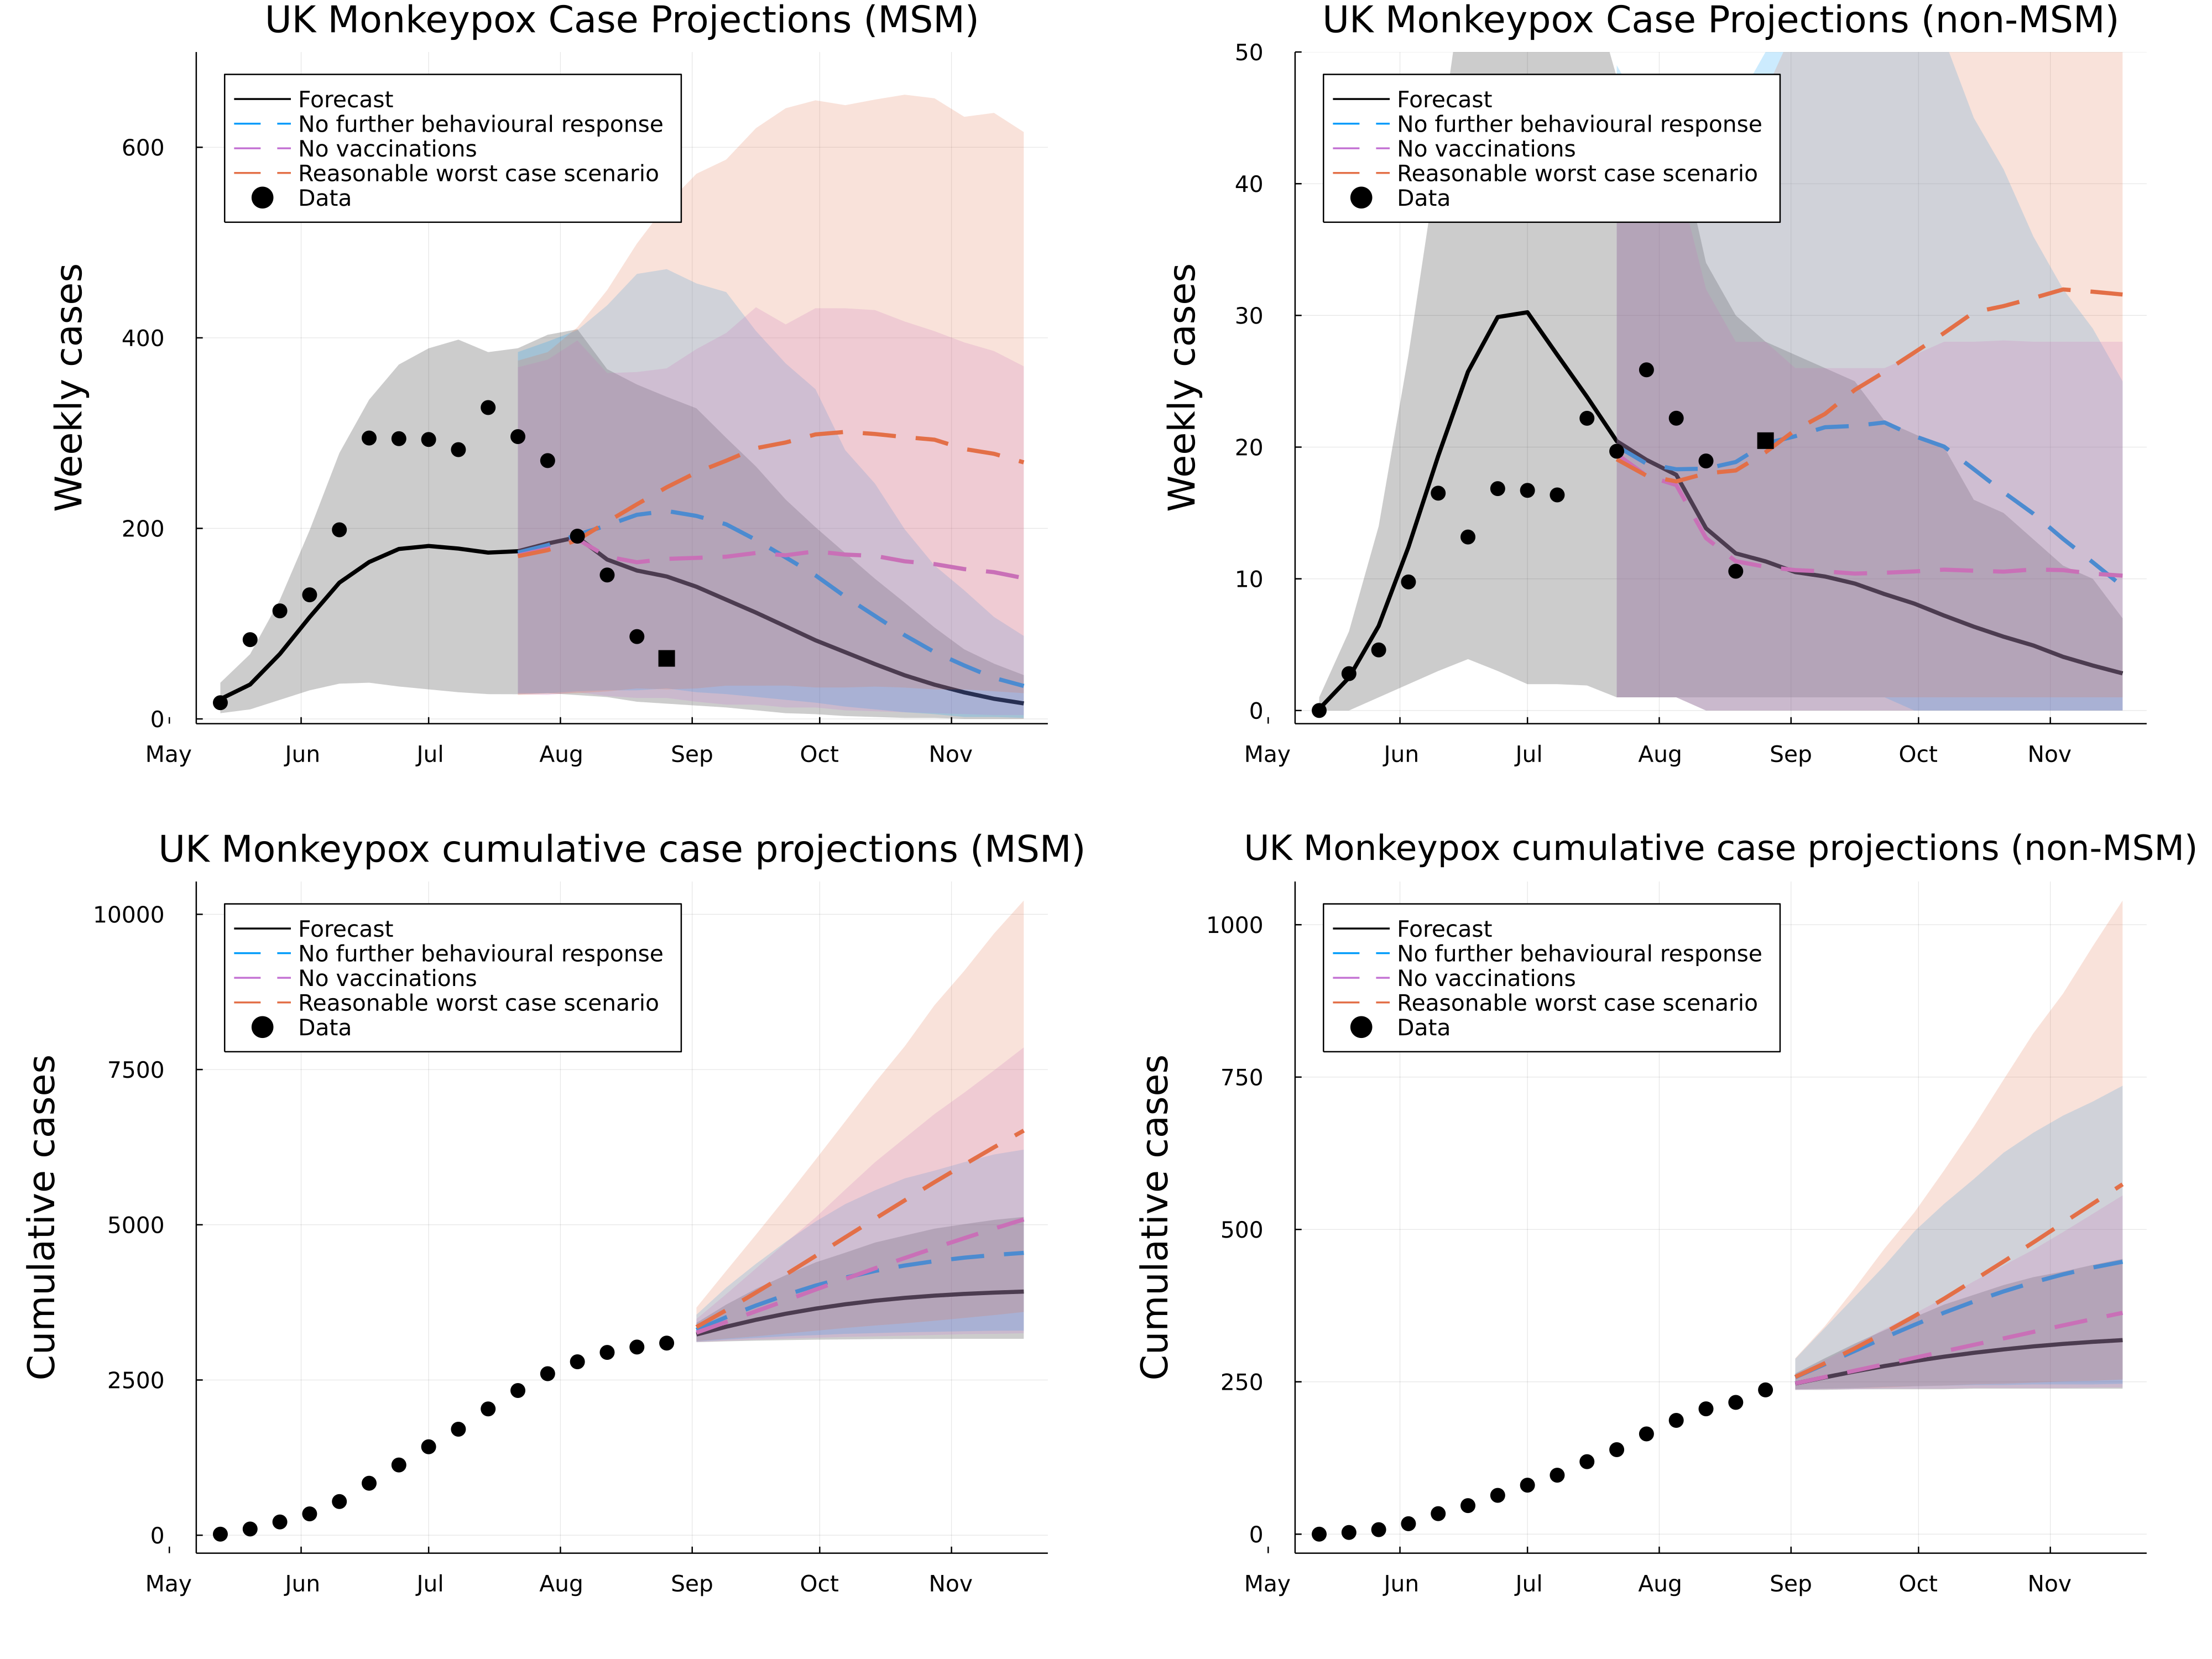 UK Monkeypox Case Projections (MSM)
Weekly cases
600
400
200
0
Forecast
No further behavioural response
No vaccinations
Reasonable worst case scenario
Data
May Jun Jul Aug Sep Oct Nov
UK Monkeypox Case Projections (non-MSM)
Weekly cases
50
40
30
20
10
0
Forecast
No further behavioural response
No vaccinations
Reasonable worst case scenario
Data
May Jun Jul Aug Sep Oct Nov
UK Monkeypox cumulative case projections (MSM)
Cumulative cases
10000
7500
5000
2500
0
Forecast
No further behavioural response
No vaccinations
Reasonable worst case scenario
Data
May Jun Jul Aug Sep Oct Nov
UK Monkeypox cumulative case projections (non-MSM)
Cumulative cases
1000
750
500
250
0
Forecast
No further behavioural response
No vaccinations
Reasonable worst case scenario
Data
May Jun Jul Aug Sep Oct Nov